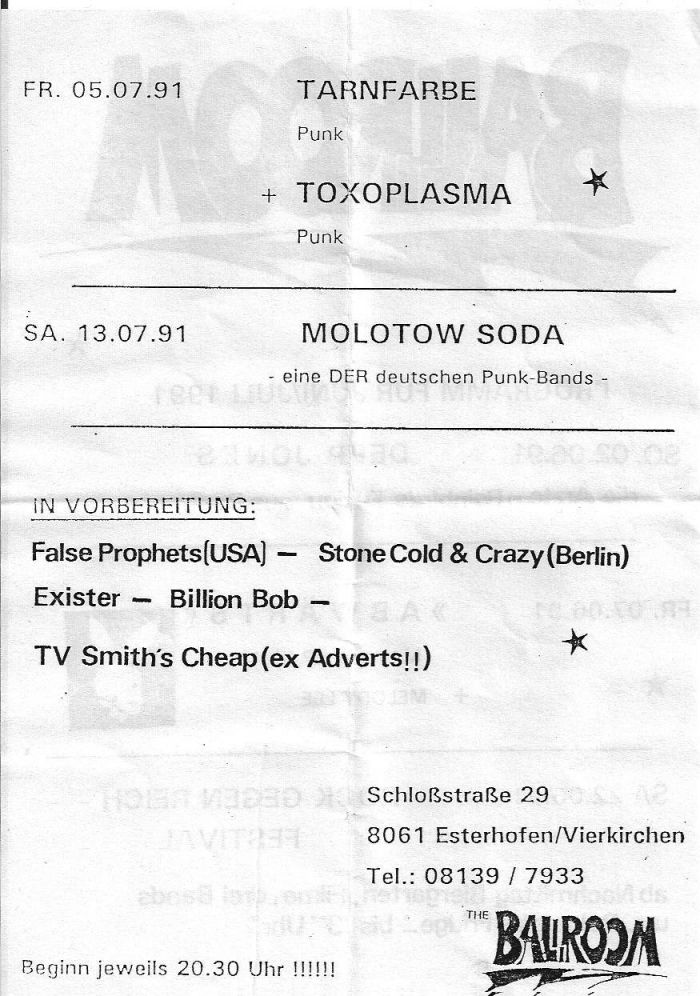 FR. 05.07.91 TARNFARBE
Punk
+ TOXOPLASMA
Punk
SA. 13.07.91 MOLOTOW SODA
- eine DER deutschen Punk-Bands -
IN VORBEREITUNG:
False Prophets(USA) — Stone Cold & Crazy (Berlin)
Exister — Billion Bob —
TV Smith's Cheap (ex Adverts!!)
Schloßstraße 29
8061 Esterhofen/Vierkirchen
Tel.: 08139 / 7933
THE BALLROOM
Beginn jeweils 20.30 Uhr !!!!!!